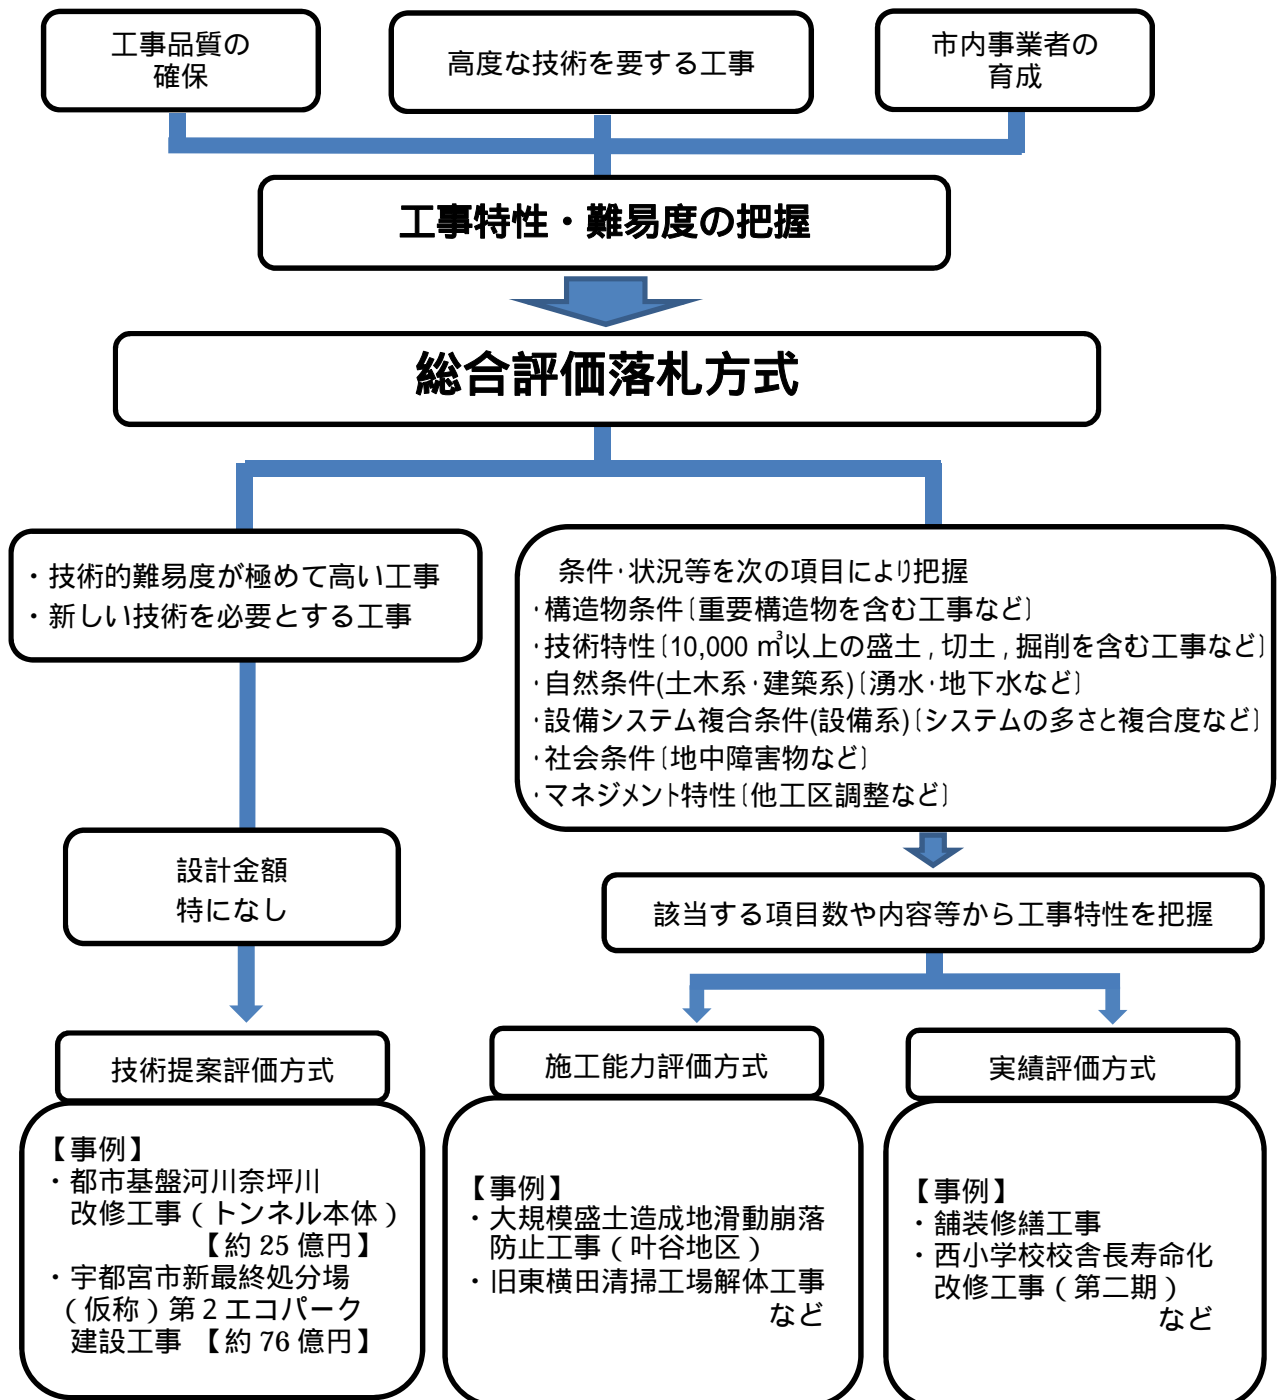 工事品質の
確保
高度な技術を要する工事
市内事業者の
育成
工事特性・難易度の把握
総合評価落札方式
・技術的難易度が極めて高い工事
・新しい技術を必要とする工事
条件・状況等を次の項目により把握
・構造物条件〔重要構造物を含む工事など〕
・技術特性〔10,000 ㎥以上の盛土,切土,掘削を含む工事など〕
・自然条件(土木系・建築系)〔湧水・地下水など〕
・設備システム複合条件(設備系)〔システムの多さと複合度など〕
・社会条件〔地中障害物など〕
・マネジメント特性〔他工区調整など〕
設計金額
特になし
該当する項目数や内容等から工事特性を把握
技術提案評価方式
【事例】
・都市基盤河川奈坪川
改修工事(トンネル本体)
【約 25 億円】
・宇都宮市新最終処分場
(仮称)第2エコパーク
建設工事 【約 76 億円】
施工能力評価方式
【事例】
・大規模盛土造成地滑動崩落
防止工事(叶谷地区)
・旧東横田清掃工場解体工事
など
実績評価方式
【事例】
・舗装修繕工事
・西小学校校舎長寿命化
改修工事(第二期)
など